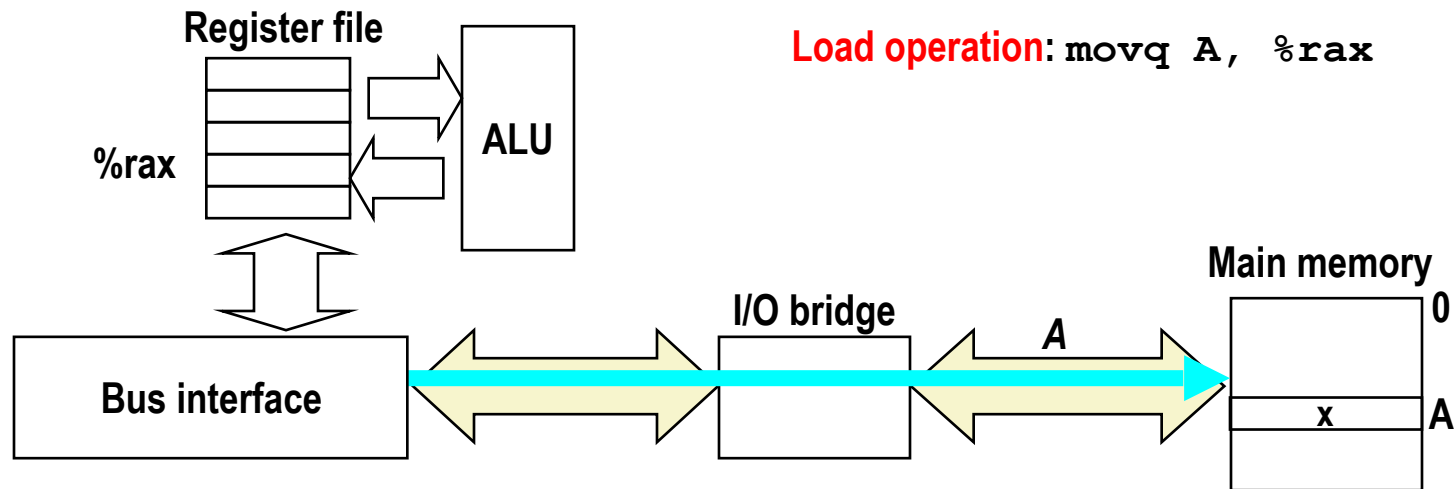 Register file
Load operation: movq A, %rax
ALU
%rax
Main memory
0
I/O bridge
A
Bus interface
x
A